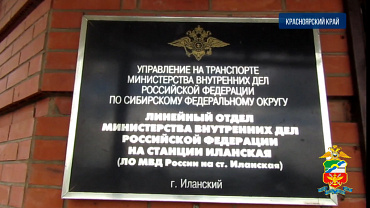 КРАСНОЯРСКИЙ КРАЙ
УПРАВЛЕНИЕ НА ТРАНСПОРТЕ
МИНИСТЕРСТВА ВНУТРЕННИХ ДЕЛ
РОССИЙСКОЙ ФЕДЕРАЦИИ
ПО СИБИРСКОМУ ФЕДЕРАЛЬНОМУ ОКРУГУ
ЛИНЕЙНЫЙ ОТДЕЛ
МИНИСТЕРСТВА ВНУТРЕННИХ ДЕЛ
РОССИЙСКОЙ ФЕДЕРАЦИИ
НА СТАНЦИИ ИЛАНСКАЯ
(ЛО МВД России на ст. Иланская)
г. Иланский